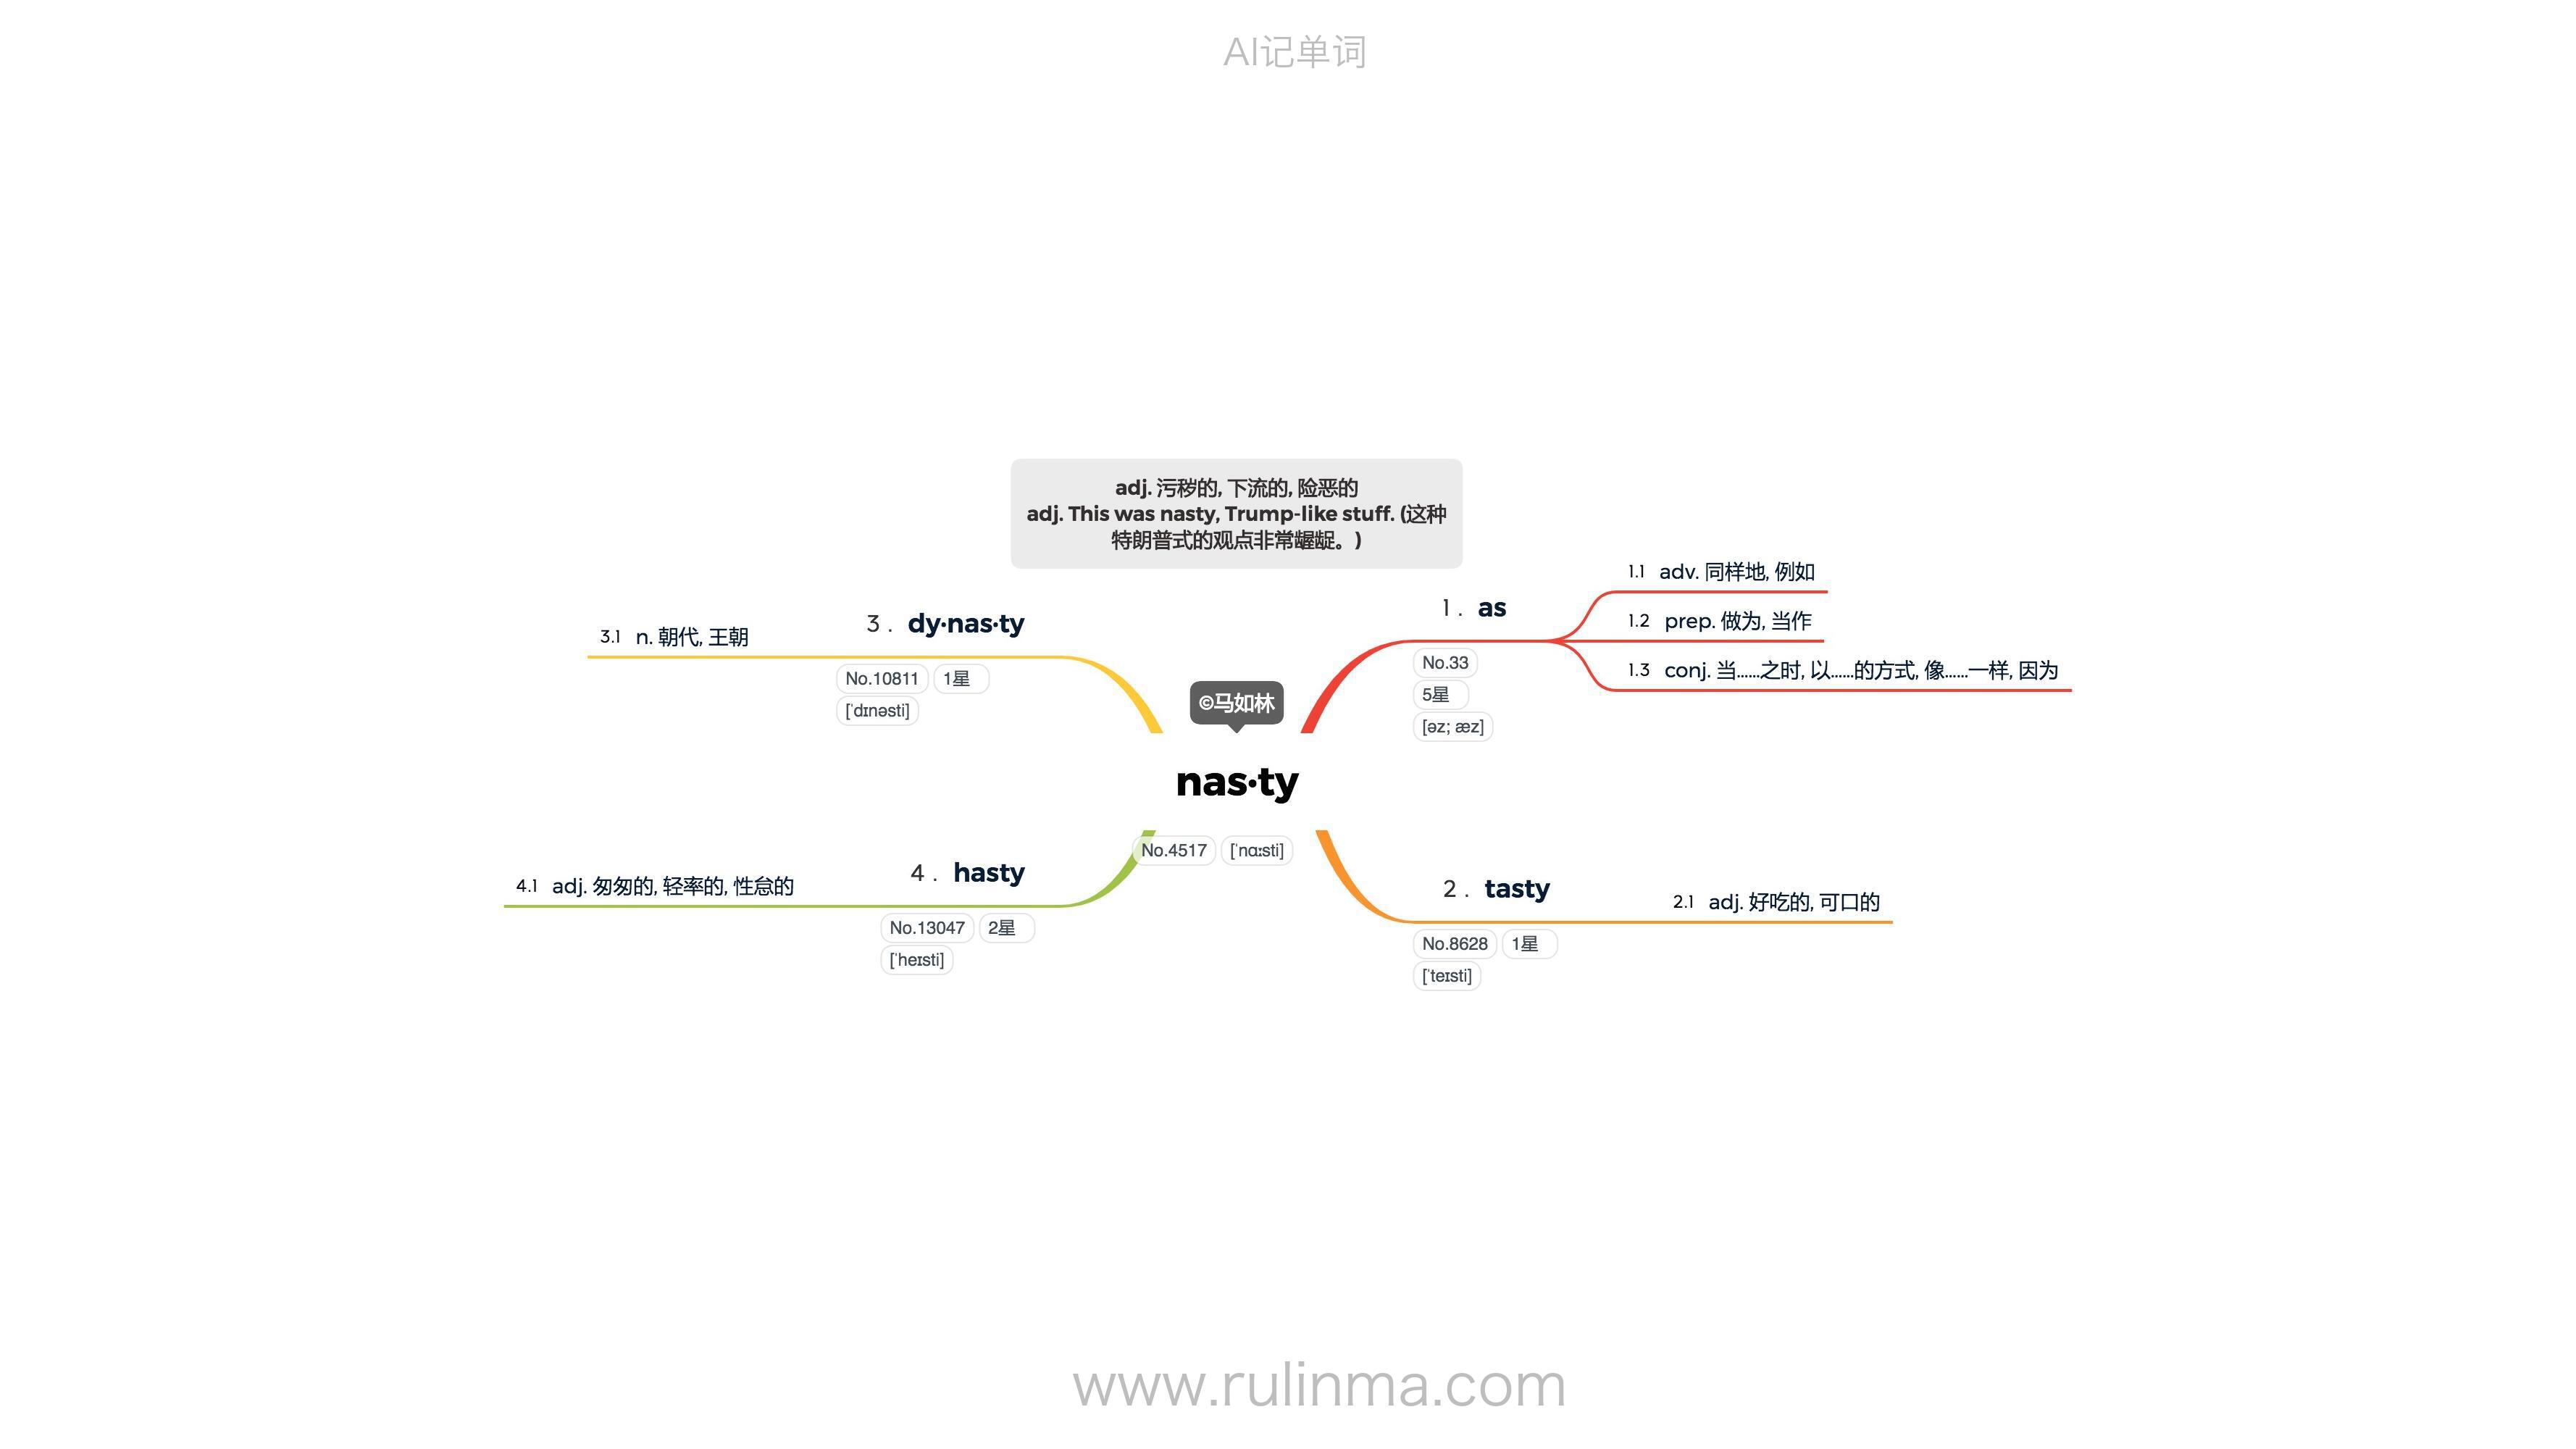 AI记单词
adj. 污秽的, 下流的, 险恶的
adj. This was nasty, Trump-like stuff. (这种
特朗普式的观点非常龌龊。)
©马如林
nas·ty
No.4517 [ˈnɑːsti]
1 . as
No.33
5星
[əz; æz]
1.1 adv. 同样地, 例如
1.2 prep. 做为, 当作
1.3 conj. 当……之时, 以……的方式, 像……一样, 因为
2 . tasty
No.8628 1星
[ˈteɪsti]
2.1 adj. 好吃的, 可口的
3 . dy·nas·ty
No.10811 1星
[ˈdɪnəsti]
3.1 n. 朝代, 王朝
4 . hasty
No.13047 2星
[ˈheɪsti]
4.1 adj. 匆匆的, 轻率的, 性急的
www.rulinma.com